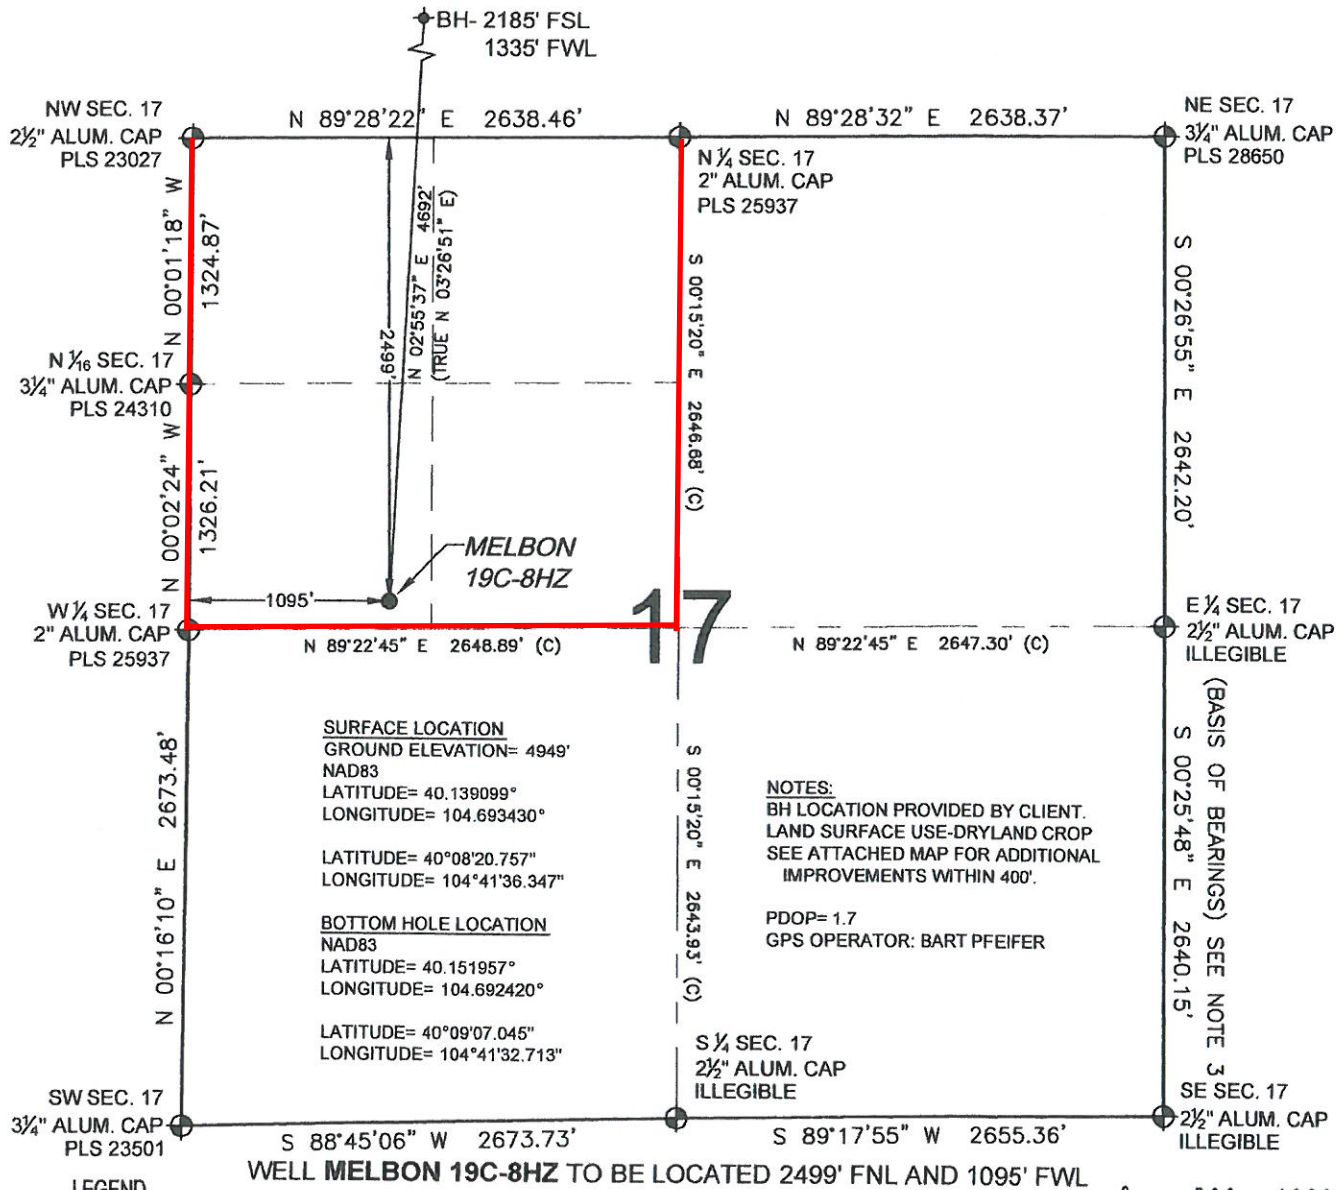 BH- 2185' FSL
1335' FWL
NW SEC. 17
2½" ALUM. CAP
PLS 23027
N 89°28'22" E 2638.46'
N 89°28'32" E 2638.37'
NE SEC. 17
3¼" ALUM. CAP
PLS 28650
N ¼ SEC. 17
2" ALUM. CAP
PLS 25937
N 00°01'18" W
1324.87'
2499'
N 02°55'37" E 4692'
(TRUE N 03°26'51" E)
S 00°15'20" E 2646.68' (C)
S 00°26'55" E 2642.20'
N 1⁄16 SEC. 17
3¼" ALUM. CAP
PLS 24310
N 00°02'24" W
1326.21'
MELBON
19C-8HZ
1095'
17
W ¼ SEC. 17
2" ALUM. CAP
PLS 25937
N 89°22'45" E 2648.89' (C)
N 89°22'45" E 2647.30' (C)
E ¼ SEC. 17
2½" ALUM. CAP
ILLEGIBLE
N 00°16'10" E 2673.48'
SURFACE LOCATION
GROUND ELEVATION= 4949'
NAD83
LATITUDE= 40.139099°
LONGITUDE= 104.693430°
LATITUDE= 40°08'20.757"
LONGITUDE= 104°41'36.347"
BOTTOM HOLE LOCATION
NAD83
LATITUDE= 40.151957°
LONGITUDE= 104.692420°
LATITUDE= 40°09'07.045"
LONGITUDE= 104°41'32.713"
S 00°15'20" E 2643.93' (C)
NOTES:
BH LOCATION PROVIDED BY CLIENT.
LAND SURFACE USE-DRYLAND CROP
SEE ATTACHED MAP FOR ADDITIONAL
IMPROVEMENTS WITHIN 400'.
PDOP= 1.7
GPS OPERATOR: BART PFEIFER
S 00°25'48" E 2640.15'
(BASIS OF BEARINGS) SEE NOTE 3
SW SEC. 17
3¼" ALUM. CAP
PLS 23501
S ¼ SEC. 17
2½" ALUM. CAP
ILLEGIBLE
SE SEC. 17
2½" ALUM. CAP
ILLEGIBLE
S 88°45'06" W 2673.73'
S 89°17'55" W 2655.36'
WELL MELBON 19C-8HZ TO BE LOCATED 2499' FNL AND 1095' FWL
LEGEND